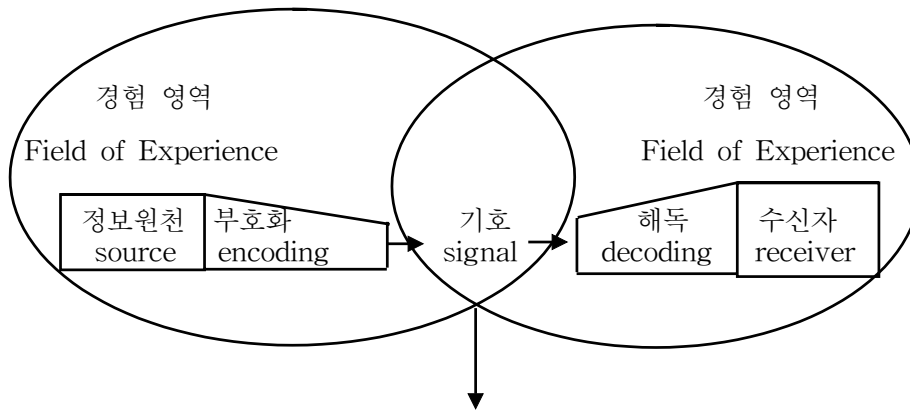 경험 영역
Field of Experience
정보원천
source
부호화
encoding
기호
signal
경험 영역
Field of Experience
해독
decoding
수신자
receiver